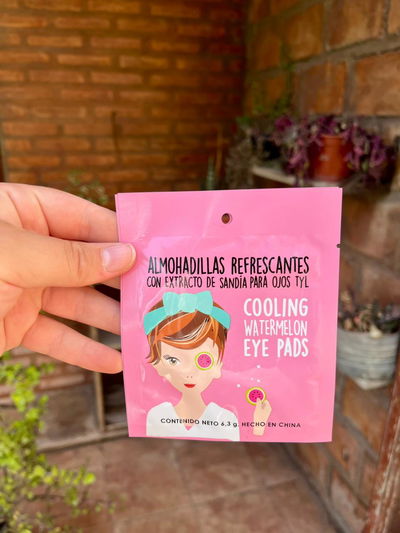 ALMOHADILLAS REFRESCANTES
CON EXTRACTO DE SANDÍA PARA OJOS TYL
COOLING
WATERMELON
EYE PADS
CONTENIDO NETO 6,3 g. HECHO EN CHINA